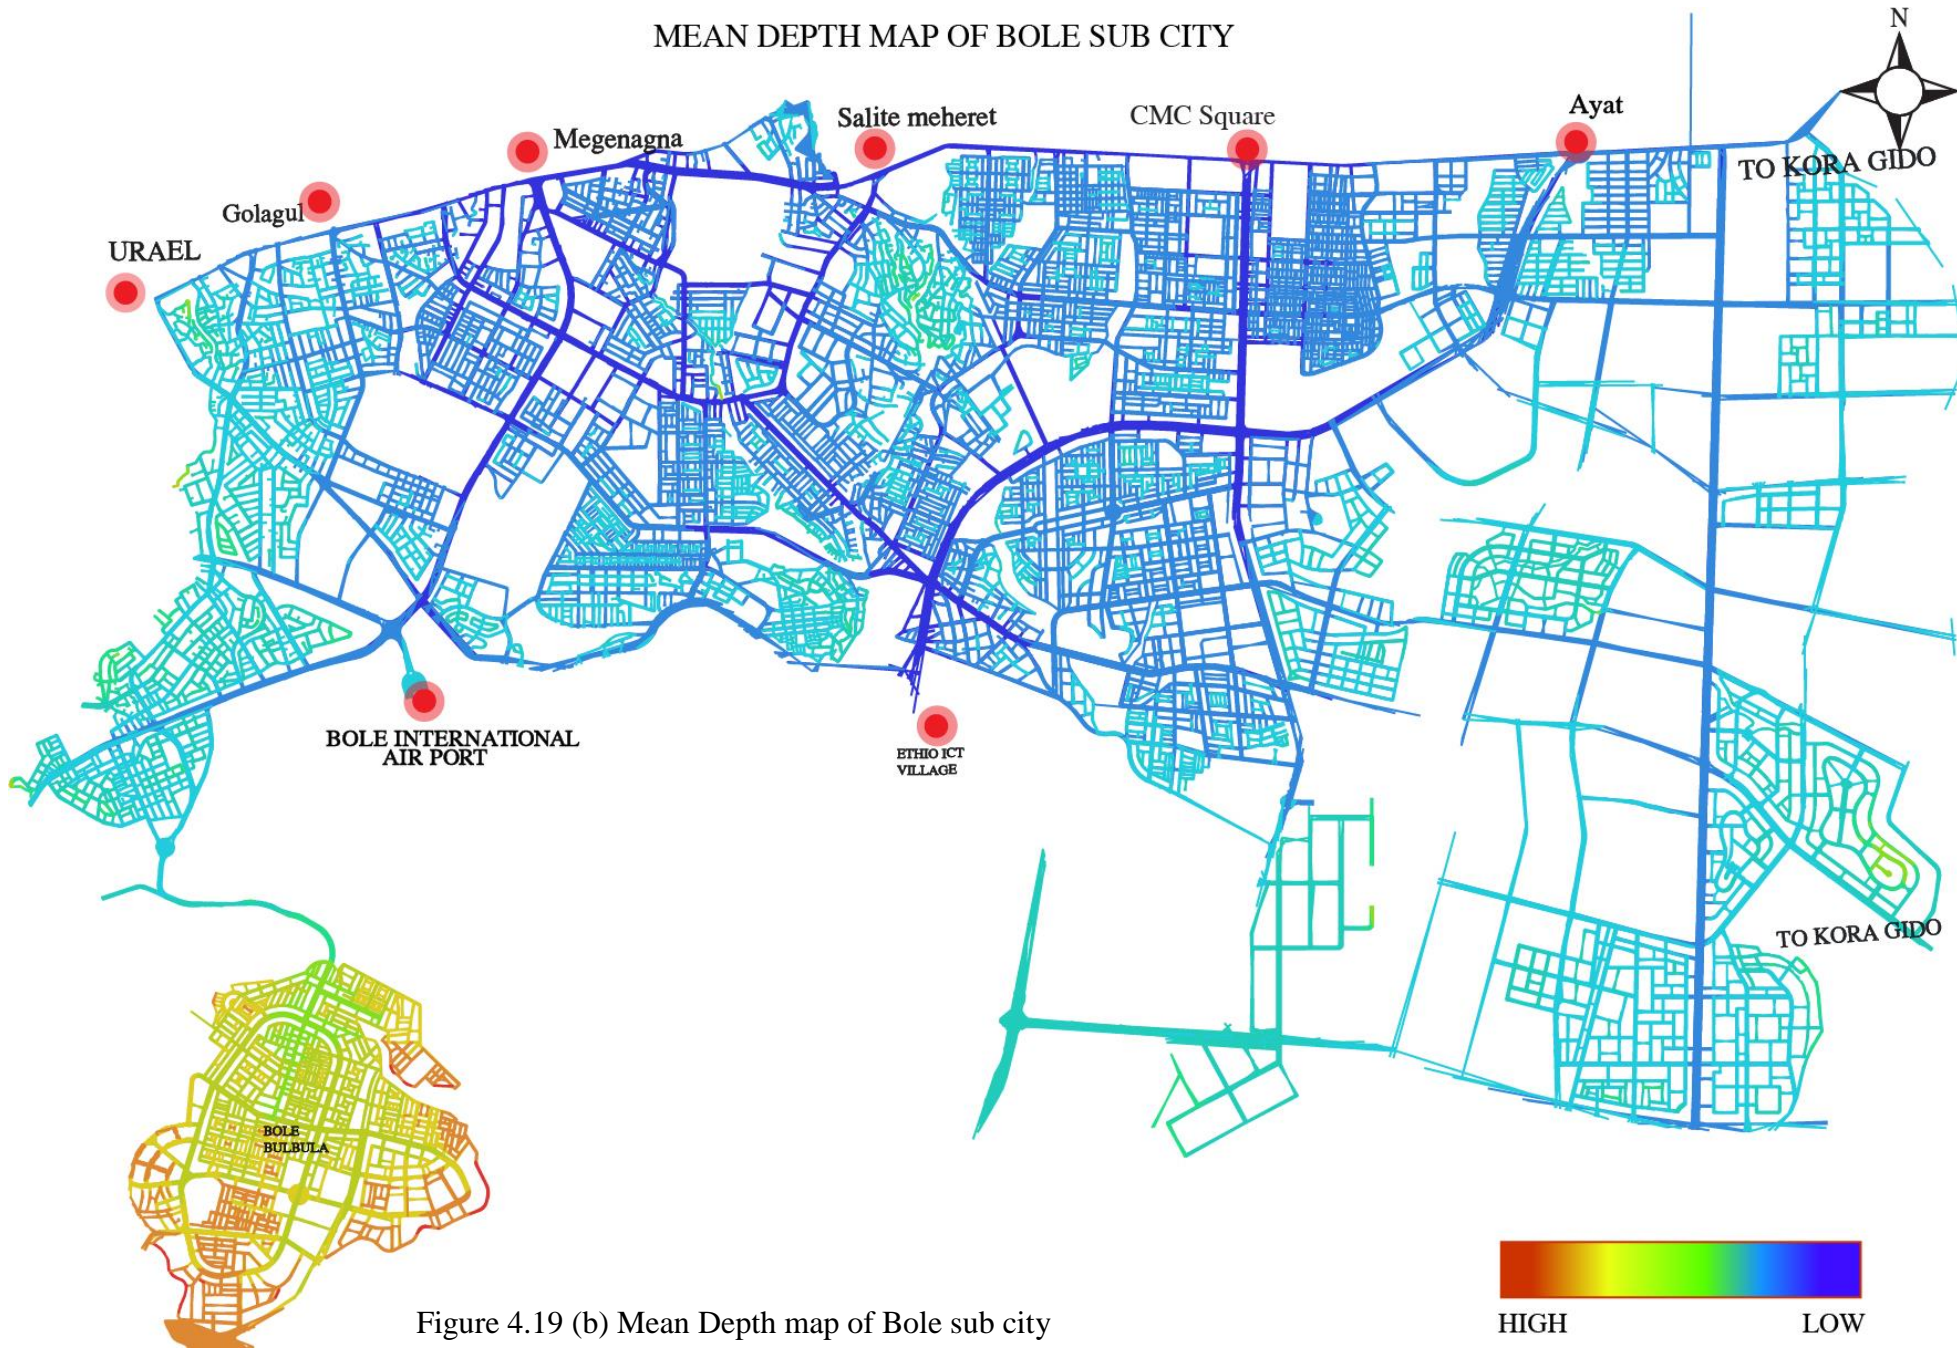 MEAN DEPTH MAP OF BOLE SUB CITY
N
Ayat
Salite meheret
CMC Square
Megenagna
TO KORA GIDO
Golagul
URAEL
BOLE INTERNATIONAL
AIR PORT
ETHIO ICT
VILLAGE
TO KORA GIDO
BOLE
BULBULA
Figure 4.19 (b) Mean Depth map of Bole sub city
HIGH
LOW